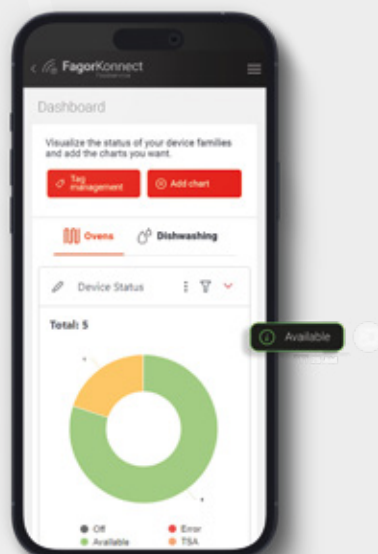 FagorKonnect
Dashboard
Visualize the status of your device families
and add the charts you want.
Tag
management
Add chart
Ovens
Dishwashing
Device Status
Total: 5
Available
Off
Error
Available
TSA